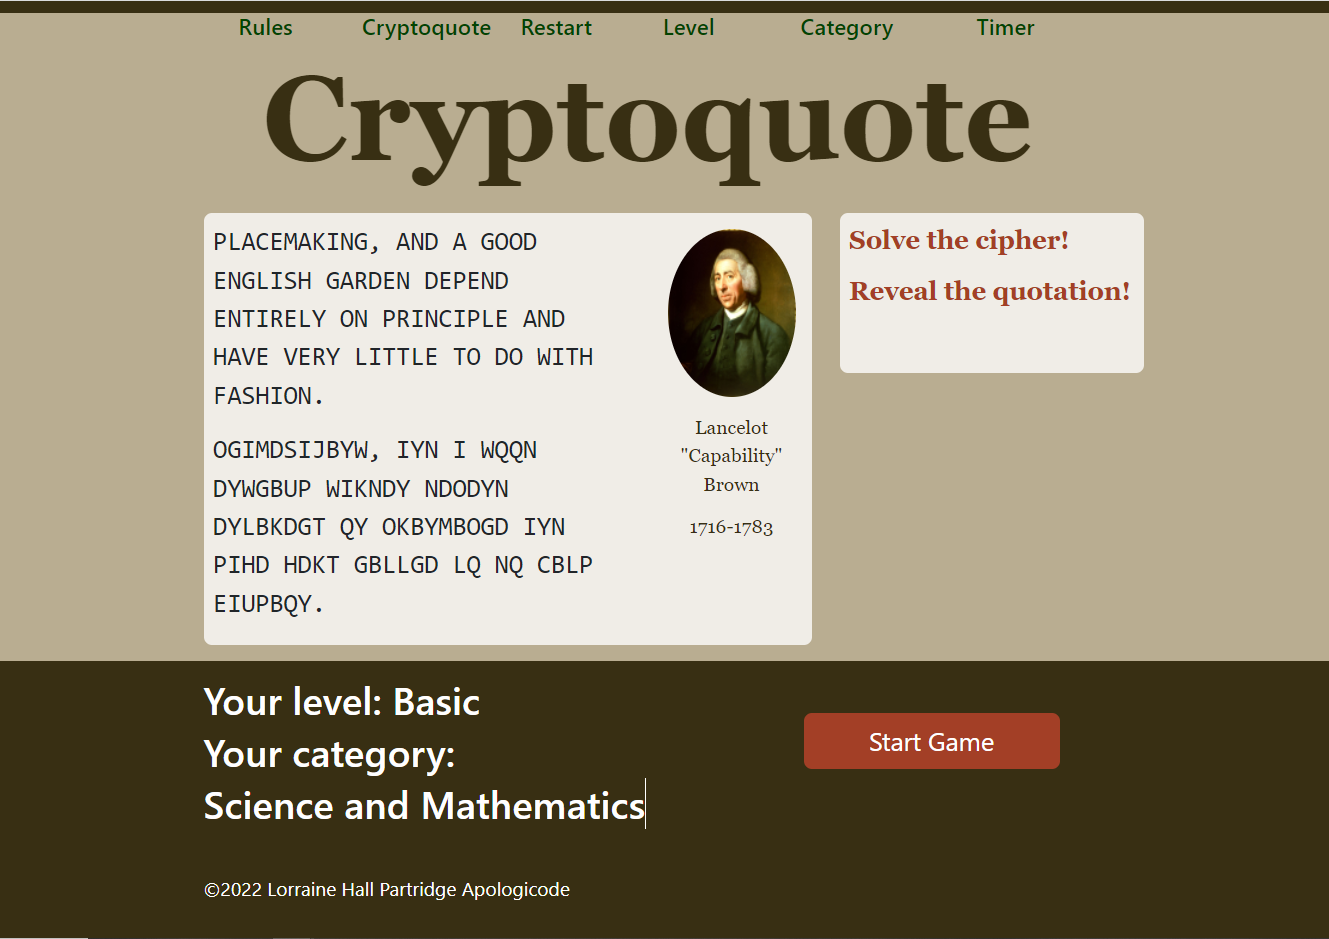 Rules Cryptoquote Restart Level Category Timer
Cryptoquote
PLACEMAKING, AND A GOOD
ENGLISH GARDEN DEPEND
ENTIRELY ON PRINCIPLE AND
HAVE VERY LITTLE TO DO WITH
FASHION.
OGIMDSIJBYW, IYN I WQQN
DYWGBUP WIKNDY NDODYN
DYLBKDGT QY OKBYMBOGD IYN
PIHD HDKT GBLLGD LQ NQ CBLP
EIUPBQY.
Lancelot
"Capability"
Brown
1716-1783
Solve the cipher!
Reveal the quotation!
Your level: Basic
Your category:
Science and Mathematics
Start Game
©2022 Lorraine Hall Partridge Apologicode